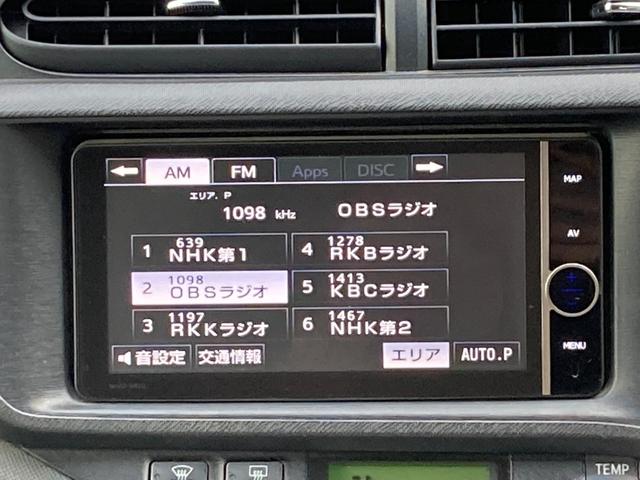 AM FM Apps DISC
エリア.P
1098 kHz OBSラジオ
1 639 NHK第1
4 1278 RKBラジオ
2 1098 OBSラジオ
5 1413 KBCラジオ
3 1197 RKKラジオ
6 1467 NHK第2
音設定 交通情報 エリア AUTO.P
MAP
AV
MENU
TEMP